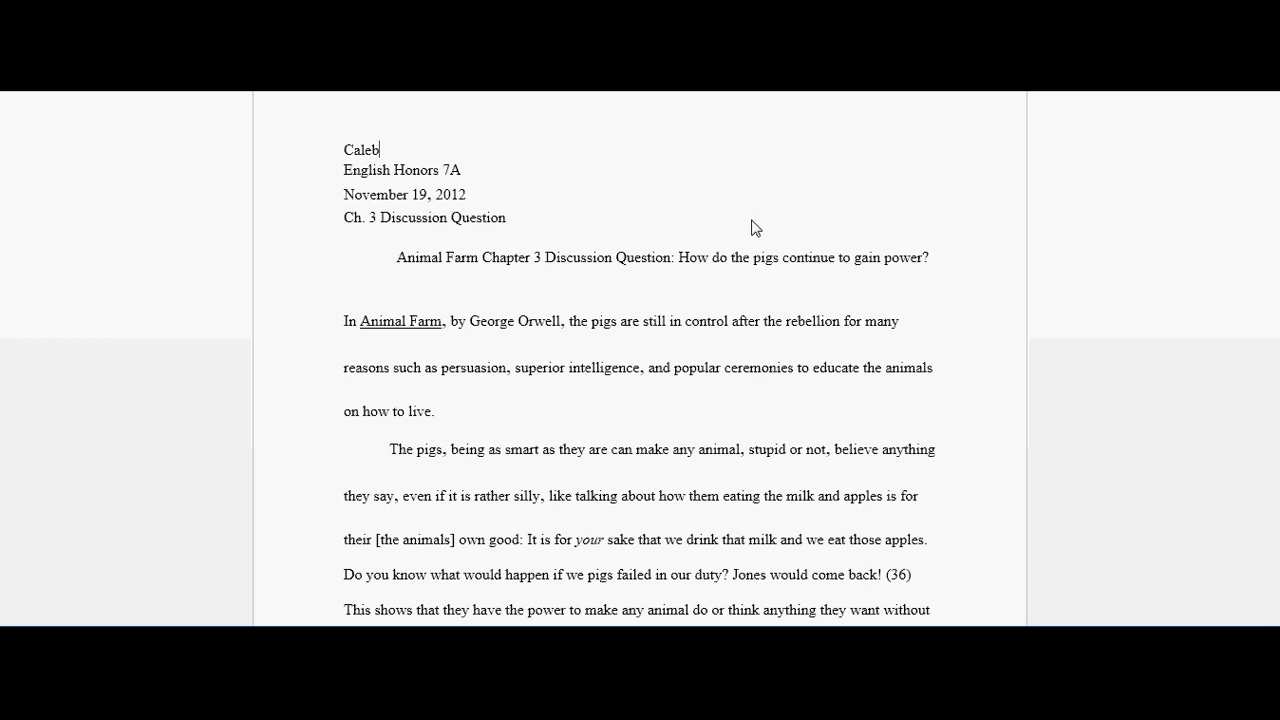 Caleb
English Honors 7A
November 19, 2012
Ch. 3 Discussion Question
Animal Farm Chapter 3 Discussion Question: How do the pigs continue to gain power?
In Animal Farm, by George Orwell, the pigs are still in control after the rebellion for many
reasons such as persuasion, superior intelligence, and popular ceremonies to educate the animals
on how to live.
The pigs, being as smart as they are can make any animal, stupid or not, believe anything
they say, even if it is rather silly, like talking about how them eating the milk and apples is for
their [the animals] own good: It is for your sake that we drink that milk and we eat those apples.
Do you know what would happen if we pigs failed in our duty? Jones would come back! (36)
This shows that they have the power to make any animal do or think anything they want without